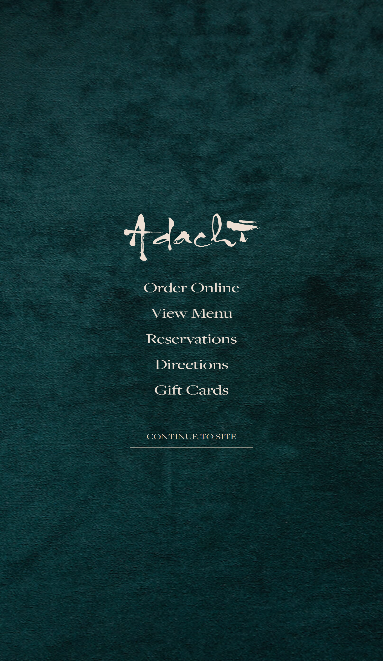 Adachi
Order Online
View Menu
Reservations
Directions
Gift Cards
CONTINUE TO SITE